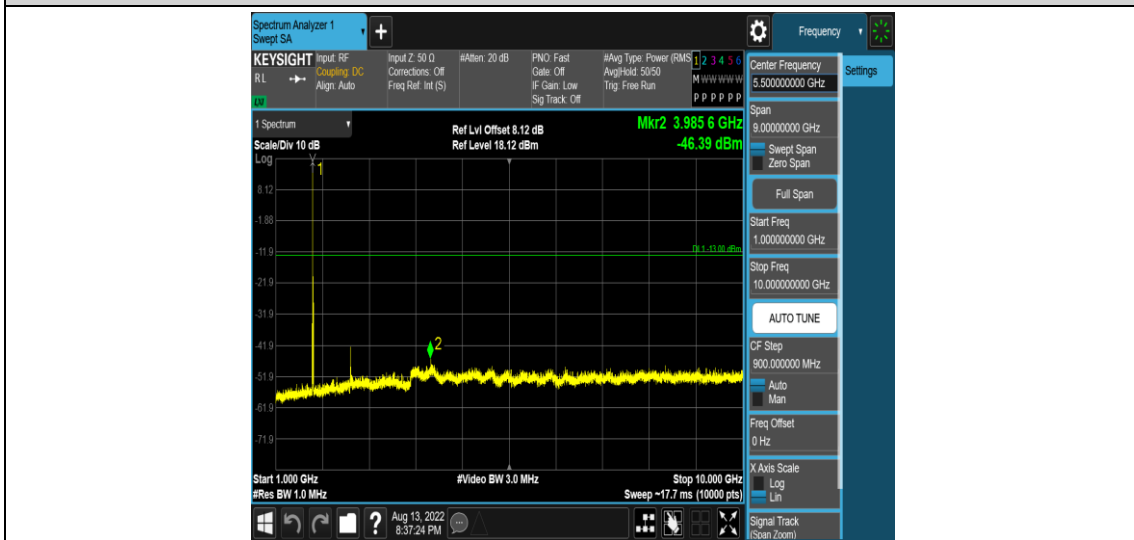 Spectrum Analyzer 1
Swept SA
+
Frequency
KEYSIGHT
RL
LXI
Input: RF
Coupling: DC
Align: Auto
Input Z: 50 Ω
Corrections: Off
Freq Ref: Int (S)
#Atten: 20 dB
PNO: Fast
Gate: Off
IF Gain: Low
Sig Track: Off
#Avg Type: Power (RMS
Avg|Hold: 50/50
Trig: Free Run
1 2 3 4 5 6
M W W W W W
P P P P P P
Center Frequency
5.500000000 GHz
Settings
1 Spectrum
Scale/Div 10 dB
Ref Lvl Offset 8.12 dB
Ref Level 18.12 dBm
Mkr2 3.985 6 GHz
-46.39 dBm
Span
9.00000000 GHz
Swept Span
Zero Span
Full Span
Start Freq
1.000000000 GHz
Stop Freq
10.000000000 GHz
AUTO TUNE
CF Step
900.000000 MHz
Auto
Man
Freq Offset
0 Hz
X Axis Scale
Log
Lin
Signal Track
(Span Zoom)
Log
1
8.12
-1.88
-11.9
DL1 -13.00 dBm
-21.9
-31.9
-41.9
2
-51.9
-61.9
-71.9
Start 1.000 GHz
#Video BW 3.0 MHz
Stop 10.000 GHz
#Res BW 1.0 MHz
Sweep ~17.7 ms (10000 pts)
?
Aug 13, 2022
8:37:24 PM